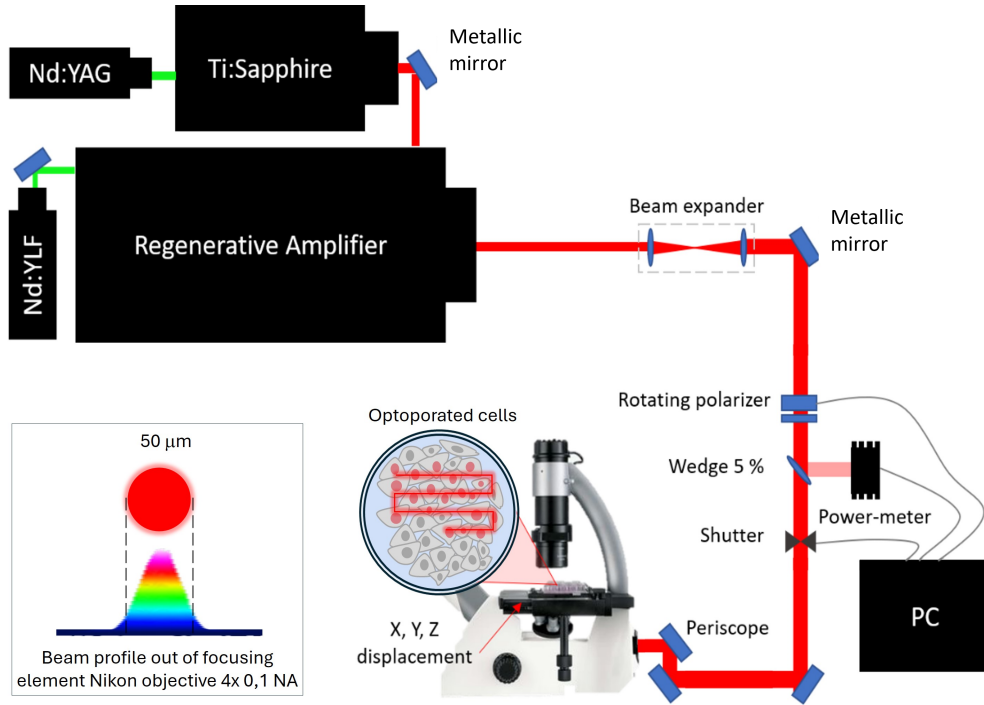 Nd:YAG
Ti:Sapphire
Metallic
mirror
Nd:YLF
Regenerative Amplifier
Beam expander
Metallic
mirror
Rotating polarizer
Optoporated cells
50 μm
Wedge 5 %
Power-meter
Shutter
PC
X, Y, Z
displacement
Periscope
Beam profile out of focusing
element Nikon objective 4x 0,1 NA